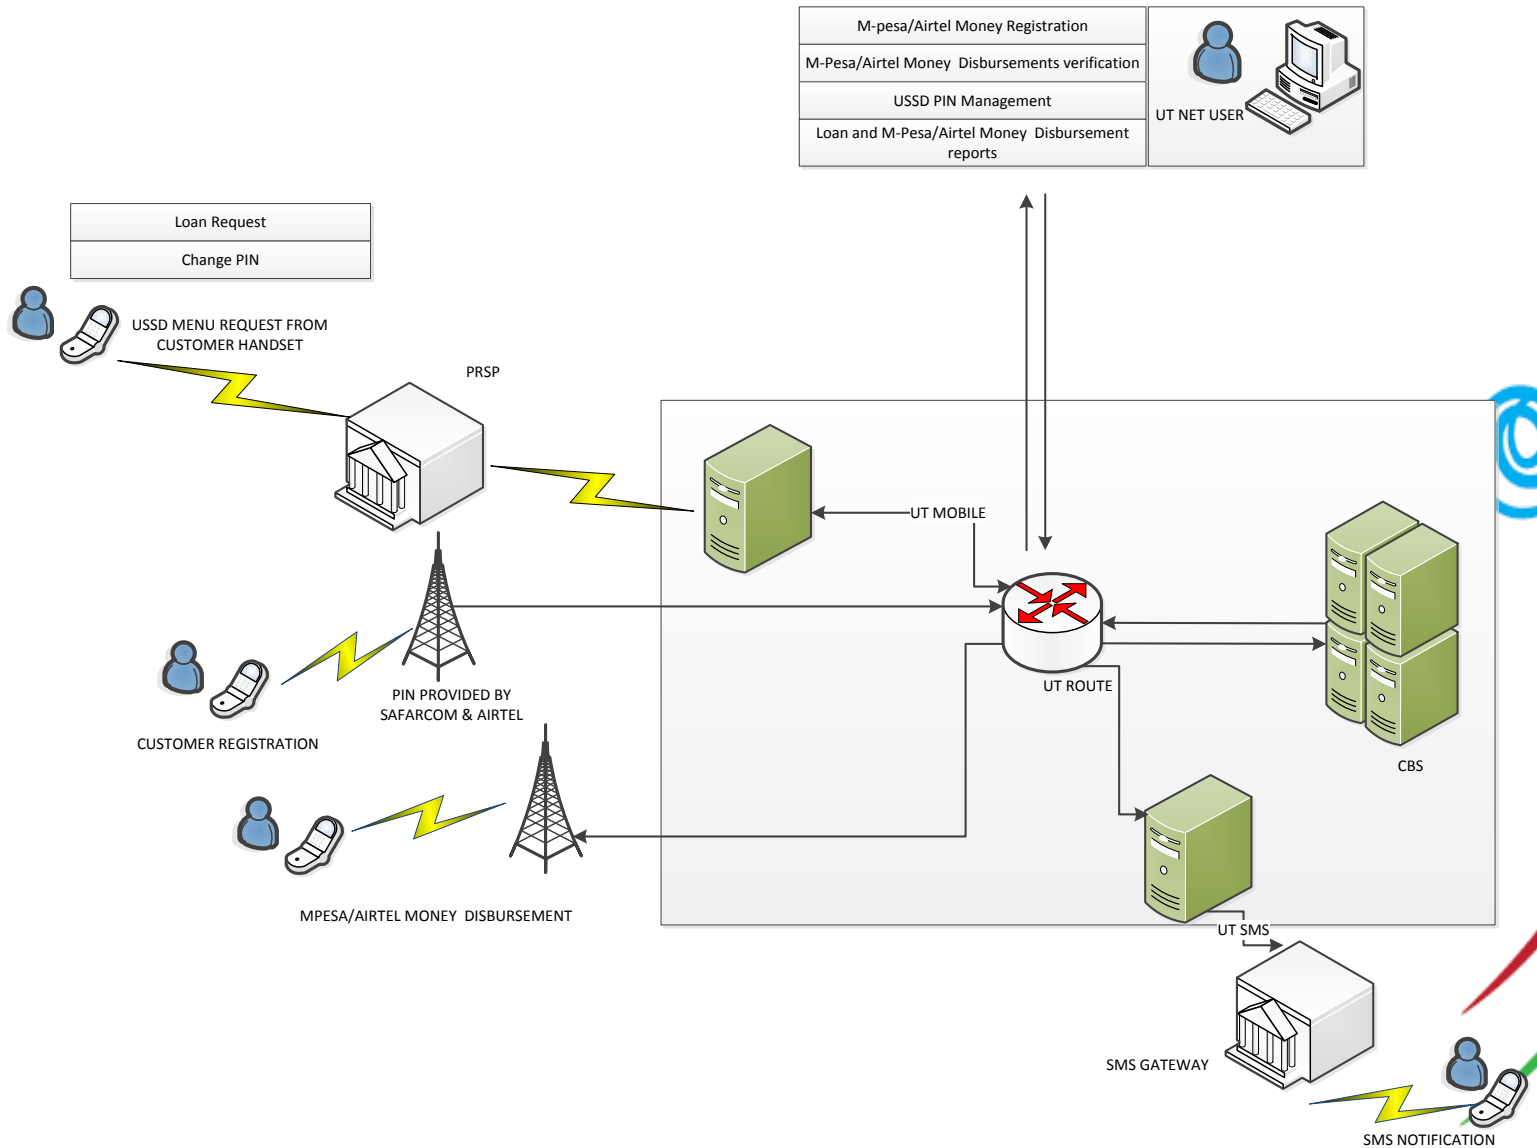 M-pesa/Airtel Money Registration
M-Pesa/Airtel Money Disbursements verification
USSD PIN Management
Loan and M-Pesa/Airtel Money Disbursement
reports
UT NET USER
Loan Request
Change PIN
USSD MENU REQUEST FROM
CUSTOMER HANDSET
PRSP
UT MOBILE
UT ROUTE
PIN PROVIDED BY
SAFARCOM & AIRTEL
CUSTOMER REGISTRATION
CBS
MPESA/AIRTEL MONEY DISBURSEMENT
UT SMS
SMS GATEWAY
SMS NOTIFICATION